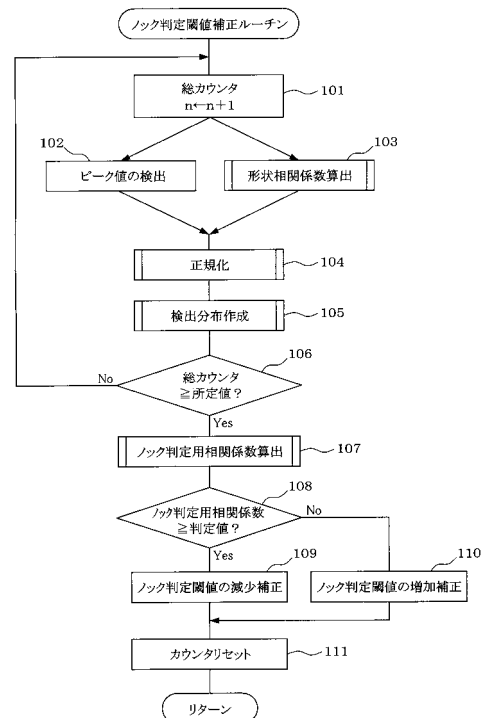 ノック判定閾値補正ルーチン
総カウンタ
n←n+1
101
102
103
ピーク値の検出
形状相関係数算出
正規化
104
検出分布作成
105
106
総カウンタ
≧所定値?
No
Yes
ノック判定用相関係数算出
107
108
ノック判定用相関係数
≧判定値?
No
Yes
109
110
ノック判定閾値の減少補正
ノック判定閾値の増加補正
カウンタリセット
111
リターン